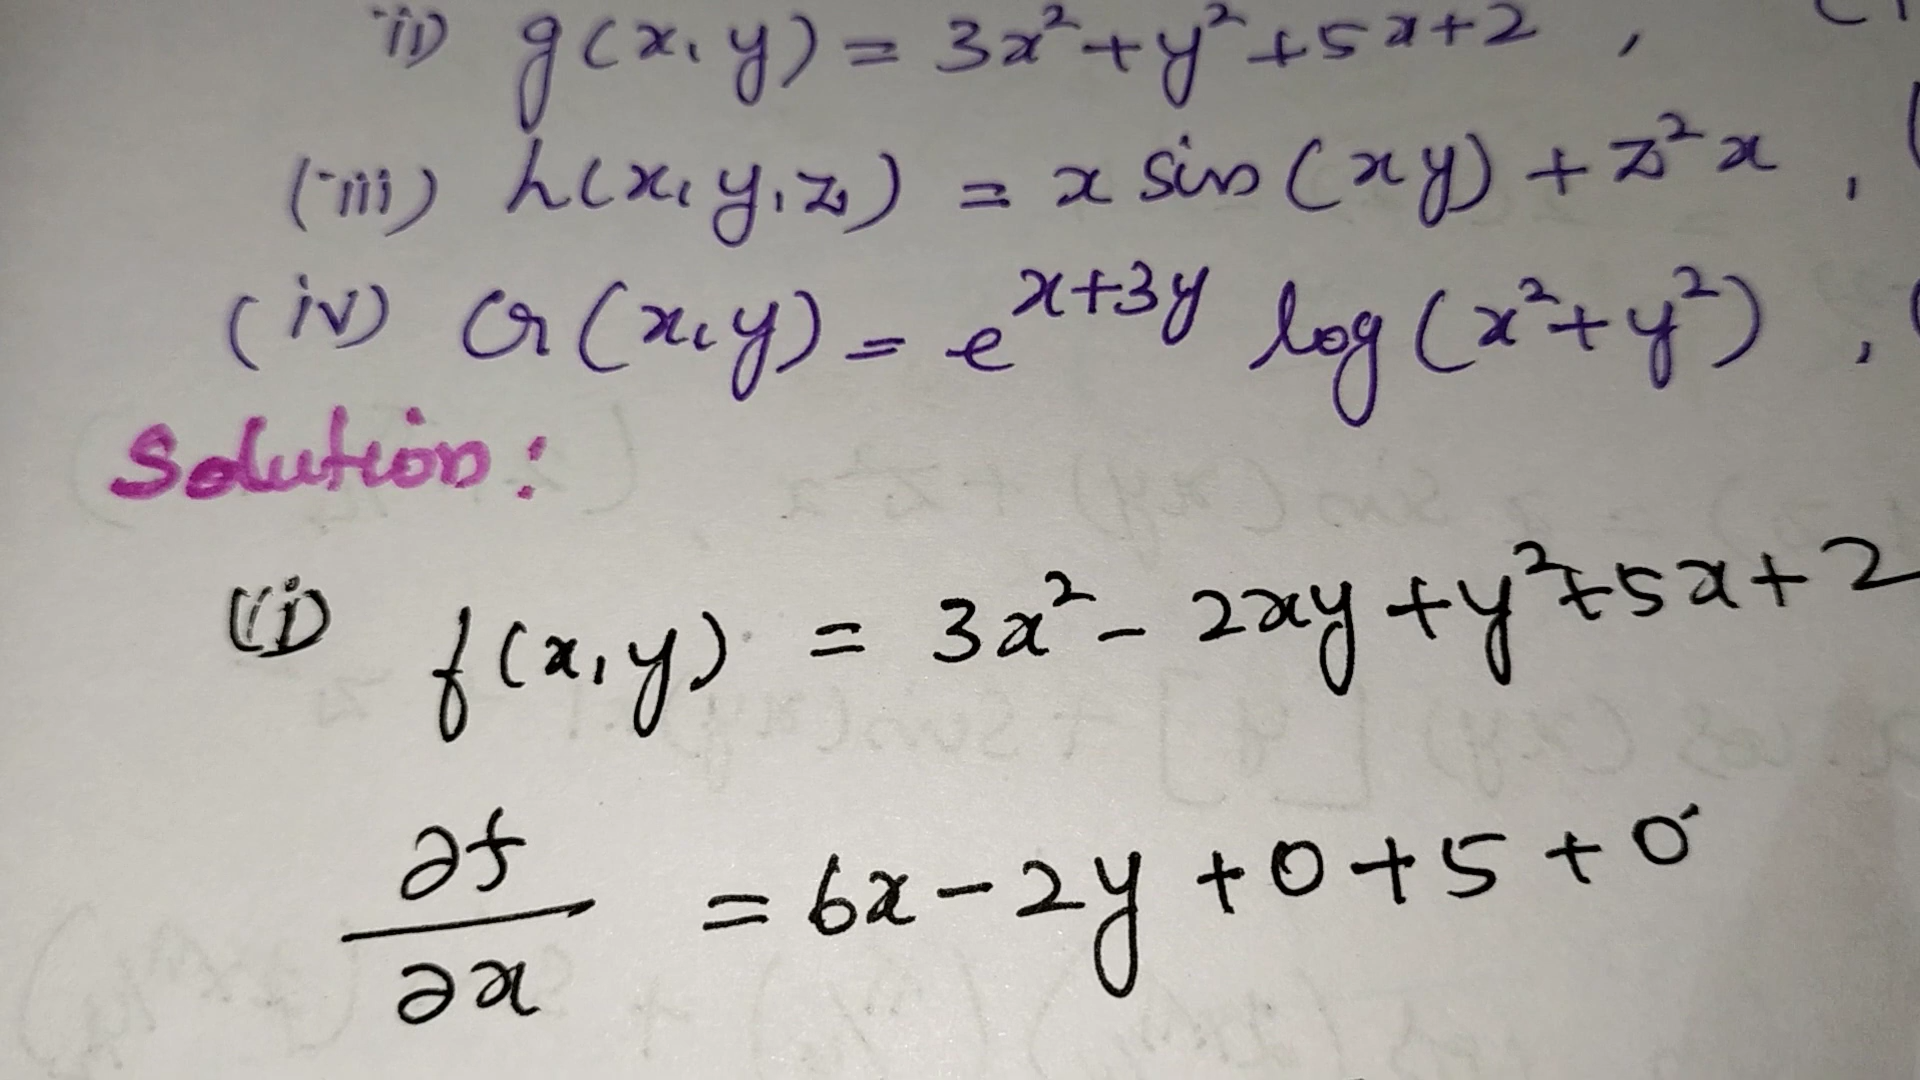 ii) g(x, y) = 3x² + y² + 5x + 2 ,
(iii) h(x, y, z) = x sin (xy) + z² x ,
(iv) G (x, y) = e^{x+3y} log (x² + y²) ,
Solution :
(i) f(x, y) = 3x² - 2xy + y² + 5x + 2
∂f/∂x = 6x - 2y + 0 + 5 + 0